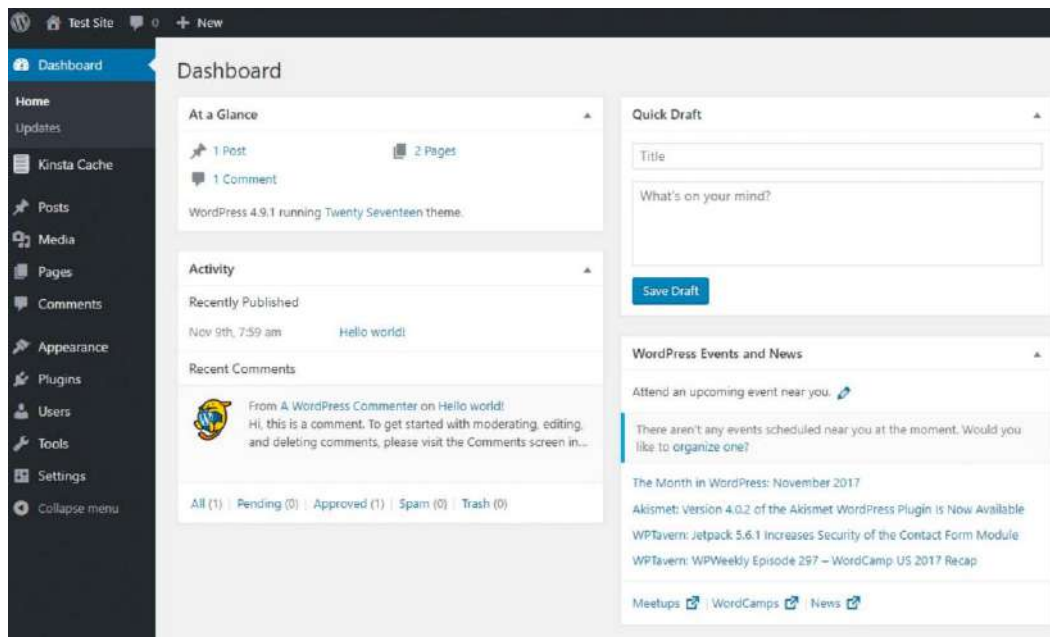 Test Site 0 New
Dashboard
Home
Updates
Kinsta Cache
Posts
Media
Pages
Comments
Appearance
Plugins
Users
Tools
Settings
Collapse menu
Dashboard
At a Glance
1 Post 2 Pages
1 Comment
WordPress 4.9.1 running Twenty Seventeen theme.
Activity
Recently Published
Nov 9th, 7:59 am Hello world!
Recent Comments
From A WordPress Commenter on Hello world!
Hi, this is a comment. To get started with moderating, editing,
and deleting comments, please visit the Comments screen in...
All (1) | Pending (0) | Approved (1) | Spam (0) | Trash (0)
Quick Draft
Title
What's on your mind?
Save Draft
WordPress Events and News
Attend an upcoming event near you.
There aren't any events scheduled near you at the moment. Would you
like to organize one?
The Month in WordPress: November 2017
Akismet: Version 4.0.2 of the Akismet WordPress Plugin Is Now Available
WPTavern: Jetpack 5.6.1 Increases Security of the Contact Form Module
WPTavern: WPWeekly Episode 297 – WordCamp US 2017 Recap
Meetups | WordCamps | News